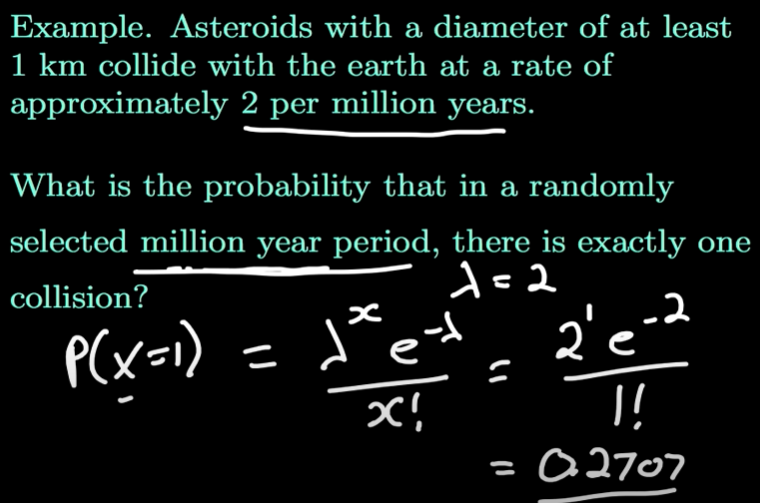 Example. Asteroids with a diameter of at least
1 km collide with the earth at a rate of
approximately 2 per million years.
What is the probability that in a randomly
selected million year period, there is exactly one
collision?
λ = 2
P(X=1) = λ^x e^-λ / x! = 2^1 e^-2 / 1!
= 0.2707